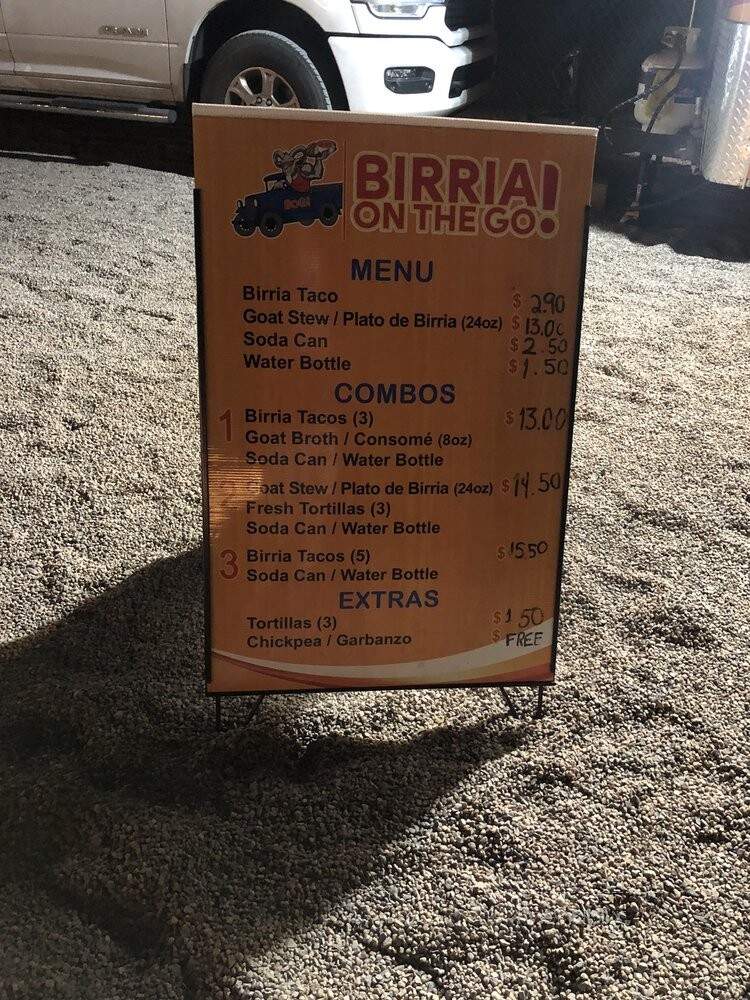 RAM
BIRRIA!
ON THE GO!
MENU
Birria Taco $ 2.90
Goat Stew / Plato de Birria (24oz) $ 13.00
Soda Can $ 2.50
Water Bottle $ 1.50
COMBOS
1 Birria Tacos (3) $ 13.00
Goat Broth / Consomé (8oz)
Soda Can / Water Bottle
Goat Stew / Plato de Birria (24oz) $ 14.50
Fresh Tortillas (3)
Soda Can / Water Bottle
3 Birria Tacos (5) $ 15.50
Soda Can / Water Bottle
EXTRAS
Tortillas (3) $ 1.50
Chickpea / Garbanzo $ FREE